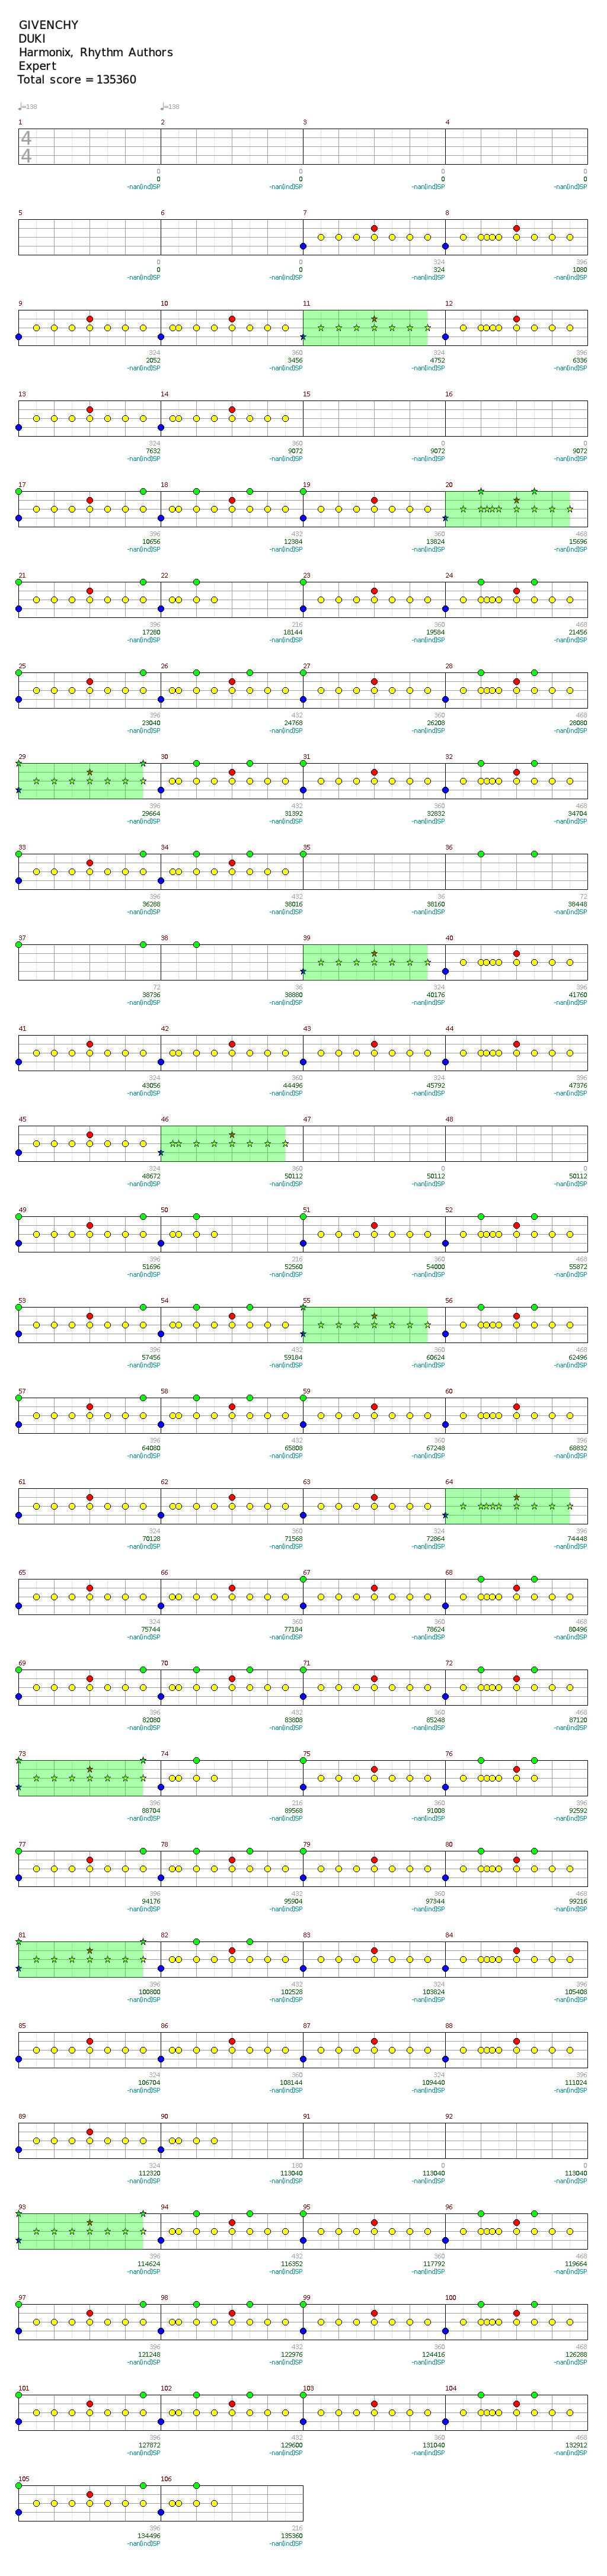 GIVENCHY
DUKI
Harmonix, Rhythm Authors
Expert
Total score = 135360
♩=138 ♩=138
1 2 3 4
4
4
0 0 0 0
0 0 0 0
-nan(ind)SP -nan(ind)SP -nan(ind)SP -nan(ind)SP
5 6 7 8
0 0 324 396
0 0 324 1080
-nan(ind)SP -nan(ind)SP -nan(ind)SP -nan(ind)SP
9 10 11 12
324 360 324 396
2052 3456 4752 6336
-nan(ind)SP -nan(ind)SP -nan(ind)SP -nan(ind)SP
13 14 15 16
324 360 0 0
7632 9072 9072 9072
-nan(ind)SP -nan(ind)SP -nan(ind)SP -nan(ind)SP
17 18 19 20
396 432 360 468
10656 12384 13824 15696
-nan(ind)SP -nan(ind)SP -nan(ind)SP -nan(ind)SP
21 22 23 24
396 216 360 468
17280 18144 19584 21456
-nan(ind)SP -nan(ind)SP -nan(ind)SP -nan(ind)SP
25 26 27 28
396 432 360 468
23040 24768 26208 28080
-nan(ind)SP -nan(ind)SP -nan(ind)SP -nan(ind)SP
29 30 31 32
396 432 360 468
29664 31392 32832 34704
-nan(ind)SP -nan(ind)SP -nan(ind)SP -nan(ind)SP
33 34 35 36
396 432 36 72
36288 38016 38160 38448
-nan(ind)SP -nan(ind)SP -nan(ind)SP -nan(ind)SP
37 38 39 40
72 36 324 396
38736 38880 40176 41760
-nan(ind)SP -nan(ind)SP -nan(ind)SP -nan(ind)SP
41 42 43 44
324 360 324 396
43056 44496 45792 47376
-nan(ind)SP -nan(ind)SP -nan(ind)SP -nan(ind)SP
45 46 47 48
324 360 0 0
48672 50112 50112 50112
-nan(ind)SP -nan(ind)SP -nan(ind)SP -nan(ind)SP
49 50 51 52
396 216 360 468
51696 52560 54000 55872
-nan(ind)SP -nan(ind)SP -nan(ind)SP -nan(ind)SP
53 54 55 56
396 432 360 468
57456 59184 60624 62496
-nan(ind)SP -nan(ind)SP -nan(ind)SP -nan(ind)SP
57 58 59 60
396 432 360 396
64080 65808 67248 68832
-nan(ind)SP -nan(ind)SP -nan(ind)SP -nan(ind)SP
61 62 63 64
324 360 324 396
70128 71568 72864 74448
-nan(ind)SP -nan(ind)SP -nan(ind)SP -nan(ind)SP
65 66 67 68
324 360 360 468
75744 77184 78624 80496
-nan(ind)SP -nan(ind)SP -nan(ind)SP -nan(ind)SP
69 70 71 72
396 432 360 468
82080 83808 85248 87120
-nan(ind)SP -nan(ind)SP -nan(ind)SP -nan(ind)SP
73 74 75 76
396 216 360 396
88704 89568 91008 92592
-nan(ind)SP -nan(ind)SP -nan(ind)SP -nan(ind)SP
77 78 79 80
396 432 360 468
94176 95904 97344 99216
-nan(ind)SP -nan(ind)SP -nan(ind)SP -nan(ind)SP
81 82 83 84
396 432 324 396
100800 102528 103824 105408
-nan(ind)SP -nan(ind)SP -nan(ind)SP -nan(ind)SP
85 86 87 88
324 360 324 396
106704 108144 109440 111024
-nan(ind)SP -nan(ind)SP -nan(ind)SP -nan(ind)SP
89 90 91 92
324 180 0 0
112320 113040 113040 113040
-nan(ind)SP -nan(ind)SP -nan(ind)SP -nan(ind)SP
93 94 95 96
396 432 360 468
114624 116352 117792 119664
-nan(ind)SP -nan(ind)SP -nan(ind)SP -nan(ind)SP
97 98 99 100
396 432 360 468
121248 122976 124416 126288
-nan(ind)SP -nan(ind)SP -nan(ind)SP -nan(ind)SP
101 102 103 104
396 432 360 468
127872 129600 131040 132912
-nan(ind)SP -nan(ind)SP -nan(ind)SP -nan(ind)SP
105 106
396 216
134496 135360
-nan(ind)SP -nan(ind)SP